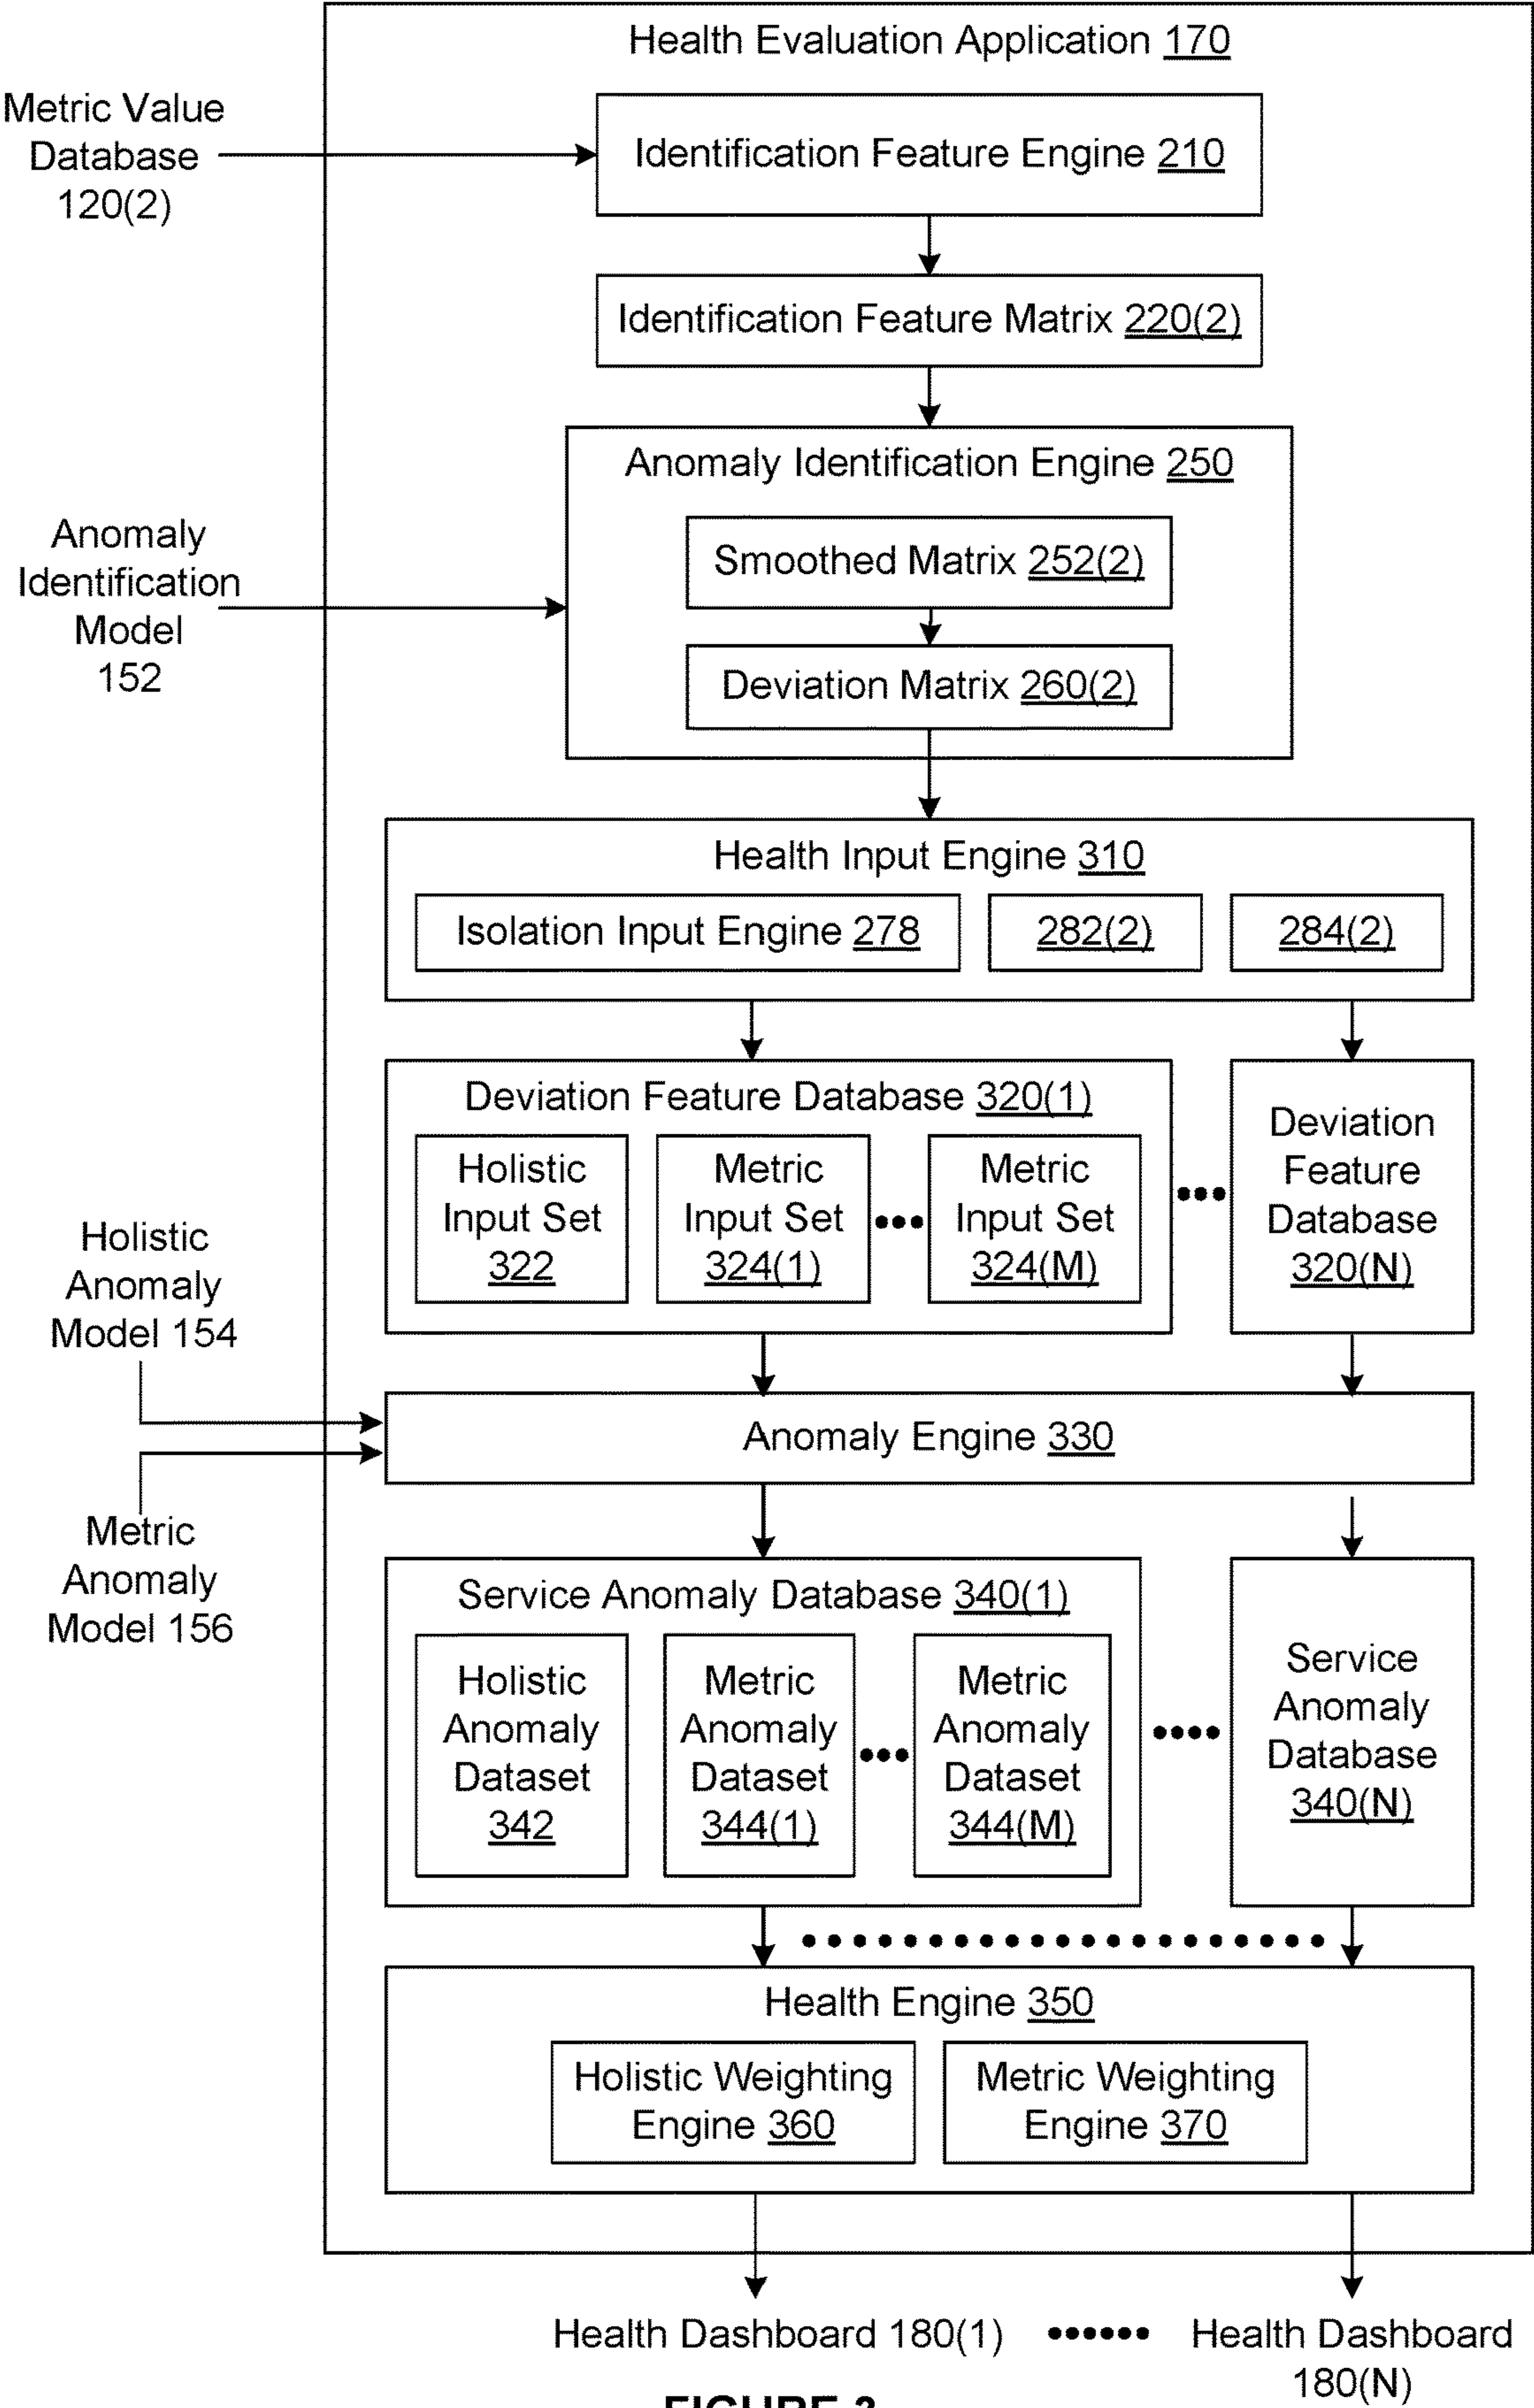 Health Evaluation Application 170
Metric Value
Database
120(2)
Identification Feature Engine 210
Identification Feature Matrix 220(2)
Anomaly Identification Engine 250
Smoothed Matrix 252(2)
Deviation Matrix 260(2)
Anomaly
Identification
Model
152
Health Input Engine 310
Isolation Input Engine 278
282(2)
284(2)
Deviation Feature Database 320(1)
Holistic
Input Set
322
Metric
Input Set
324(1)
Metric
Input Set
324(M)
Deviation
Feature
Database
320(N)
Holistic
Anomaly
Model 154
Anomaly Engine 330
Metric
Anomaly
Model 156
Service Anomaly Database 340(1)
Holistic
Anomaly
Dataset
342
Metric
Anomaly
Dataset
344(1)
Metric
Anomaly
Dataset
344(M)
Service
Anomaly
Database
340(N)
Health Engine 350
Holistic Weighting
Engine 360
Metric Weighting
Engine 370
Health Dashboard 180(1)
Health Dashboard
180(N)
FIGURE 3